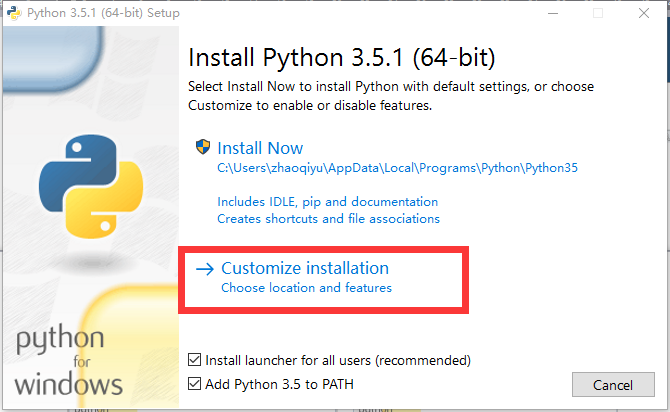 Python 3.5.1 (64-bit) Setup
Install Python 3.5.1 (64-bit)
Select Install Now to install Python with default settings, or choose
Customize to enable or disable features.
Install Now
C:\Users\zhaoqiyu\AppData\Local\Programs\Python\Python35
Includes IDLE, pip and documentation
Creates shortcuts and file associations
Customize installation
Choose location and features
python
for
windows
Install launcher for all users (recommended)
Add Python 3.5 to PATH
Cancel